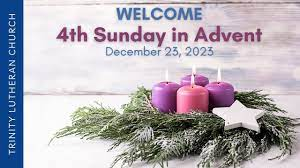 WELCOME
4th Sunday in Advent
December 23, 2023
TRINITY LUTHERAN CHURCH